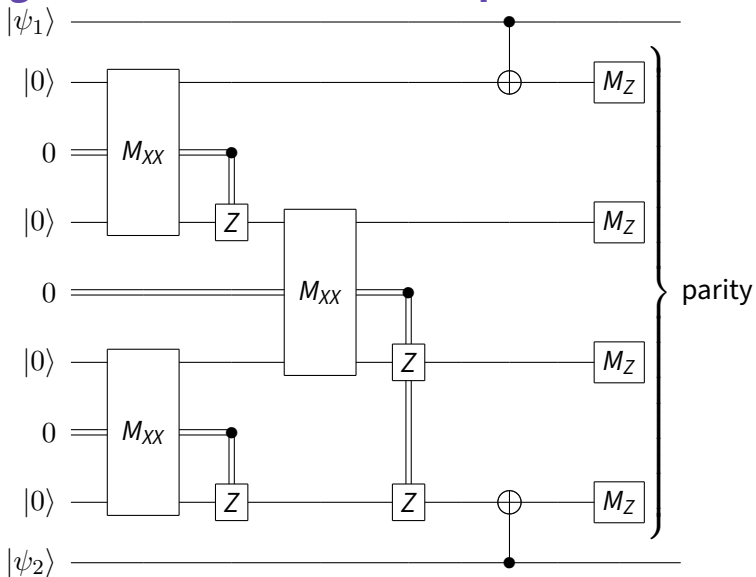 |ψ₁⟩
|0⟩ M_Z
0 M_XX
|0⟩ Z M_Z
0 M_XX parity
|0⟩ Z M_Z
0 M_XX
|0⟩ Z Z M_Z
|ψ₂⟩